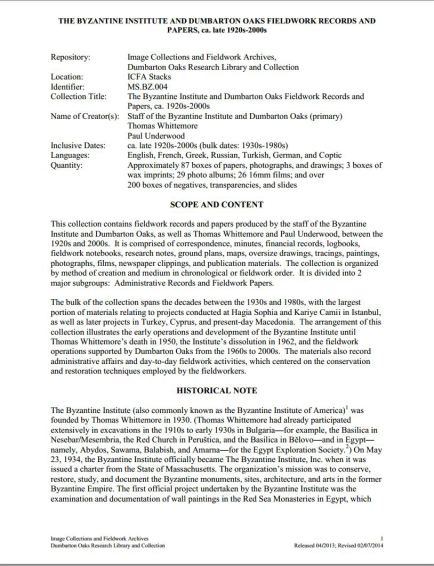 THE BYZANTINE INSTITUTE AND DUMBARTON OAKS FIELDWORK RECORDS AND
PAPERS, ca. late 1920s-2000s
Repository: Image Collections and Fieldwork Archives,
Dumbarton Oaks Research Library and Collection
Location: ICFA Stacks
Identifier: MS.BZ.004
Collection Title: The Byzantine Institute and Dumbarton Oaks Fieldwork Records and
Papers, ca. 1920s-2000s
Name of Creator(s): Staff of the Byzantine Institute and Dumbarton Oaks (primary)
Thomas Whittemore
Paul Underwood
Inclusive Dates: ca. late 1920s-2000s (bulk dates: 1930s-1980s)
Languages: English, French, Greek, Russian, Turkish, German, and Coptic
Quantity: Approximately 87 boxes of papers, photographs, and drawings; 3 boxes of
wax imprints; 29 photo albums; 26 16mm films; and over
200 boxes of negatives, transparencies, and slides
SCOPE AND CONTENT
This collection contains fieldwork records and papers produced by the staff of the Byzantine
Institute and Dumbarton Oaks, as well as Thomas Whittemore and Paul Underwood, between the
1920s and 2000s. It is comprised of correspondence, minutes, financial records, logbooks,
fieldwork notebooks, research notes, ground plans, maps, oversize drawings, tracings, paintings,
photographs, films, newspaper clippings, and publication materials. The collection is organized
by method of creation and medium in chronological or fieldwork order. It is divided into 2
major subgroups: Administrative Records and Fieldwork Papers.
The bulk of the collection spans the decades between the 1930s and 1980s, with the largest
portion of materials relating to projects conducted at Hagia Sophia and Kariye Camii in Istanbul,
as well as later projects in Turkey, Cyprus, and present-day Macedonia. The arrangement of this
collection illustrates the early operations and development of the Byzantine Institute until
Thomas Whittemore's death in 1950, the Institute's dissolution in 1962, and the fieldwork
operations supported by Dumbarton Oaks from the 1960s to 2000s. The materials also record
administrative affairs and day-to-day fieldwork activities, which centered on the conservation
and restoration techniques employed by the fieldworkers.
HISTORICAL NOTE
The Byzantine Institute (also commonly known as the Byzantine Institute of America)¹ was
founded by Thomas Whittemore in 1930. (Thomas Whittemore had already participated
extensively in excavations in the 1910s to early 1930s in Bulgaria—for example, the Basilica in
Nesebar/Mesembria, the Red Church in Peruštica, and the Basilica in Bělovo—and in Egypt—
namely, Abydos, Sawama, Balabish, and Amarna—for the Egypt Exploration Society.²) On May
23, 1934, the Byzantine Institute officially became The Byzantine Institute, Inc. when it was
issued a charter from the State of Massachusetts. The organization's mission was to conserve,
restore, study, and document the Byzantine monuments, sites, architecture, and arts in the former
Byzantine Empire. The first official project undertaken by the Byzantine Institute was the
examination and documentation of wall paintings in the Red Sea Monasteries in Egypt, which
Image Collections and Fieldwork Archives 1
Dumbarton Oaks Research Library and Collection Released 04/2013; Revised 02/07/2014